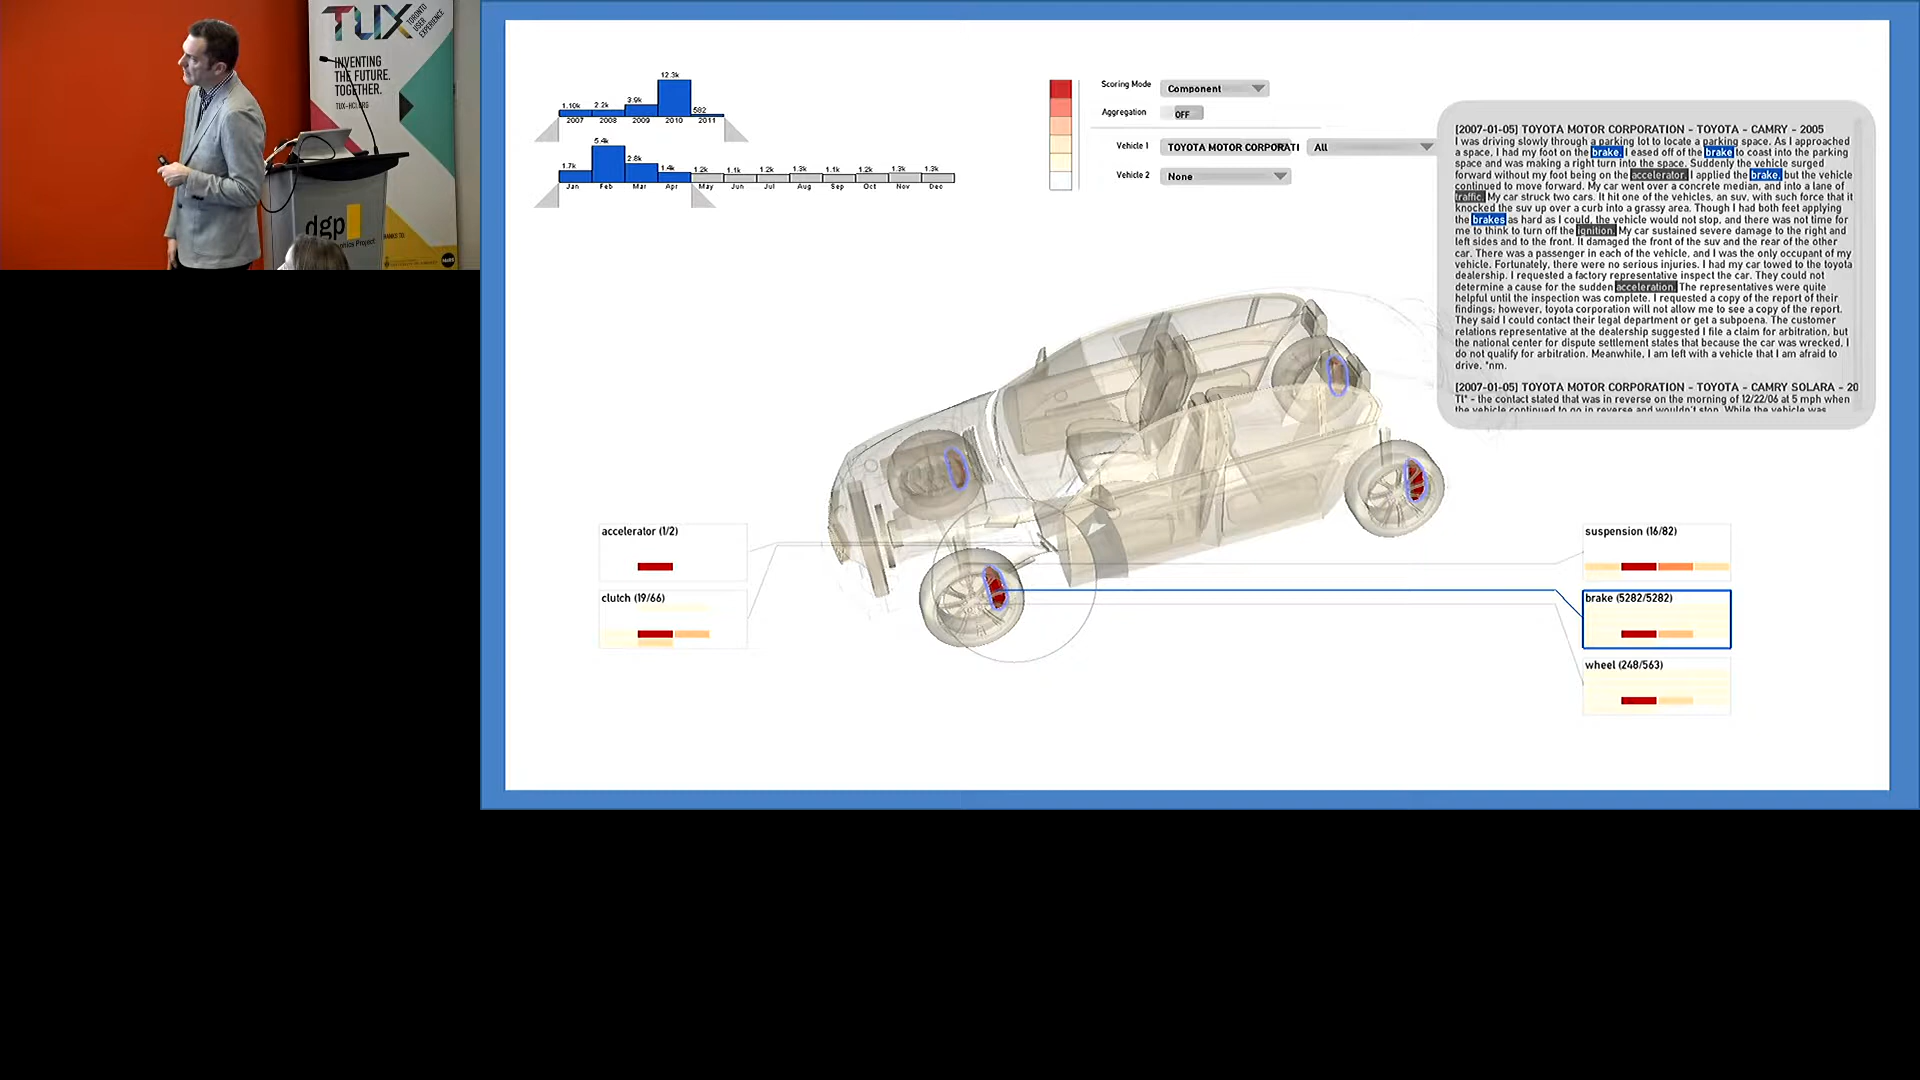 TUX
TORONTO
USER
EXPERIENCE
INVENTING
THE FUTURE.
TOGETHER.
TUX-HCI.ORG
dgp
12.3k
3.9k
1.10k
2.2k
582
2007
2008
2009
2010
2011
5.4k
2.8k
1.7k
1.4k
1.2k
1.1k
1.2k
1.3k
1.1k
1.2k
1.3k
1.3k
Jan
Feb
Mar
Apr
May
Jun
Jul
Aug
Sep
Oct
Nov
Dec
Scoring Mode
Component
Aggregation
OFF
Vehicle 1
TOYOTA MOTOR CORPORATI
All
Vehicle 2
None
[2007-01-05] TOYOTA MOTOR CORPORATION - TOYOTA - CAMRY - 2005
I was driving slowly through a parking lot to locate a parking space. As I approached
a space, I had my foot on the brake. I eased off of the brake to coast into the parking
space and was making a right turn into the space. Suddenly the vehicle surged
forward without my foot being on the accelerator. I applied the brake, but the vehicle
continued to move forward. My car went over a concrete median, and into a lane of
traffic. My car struck two cars. It hit one of the vehicles, an suv, with such force that it
knocked the suv up over a curb into a grassy area. Though I had both feet applying
the brakes as hard as I could, the vehicle would not stop, and there was not time for
me to think to turn off the ignition. My car sustained severe damage to the right and
left sides and to the front. It damaged the front of the suv and the rear of the other
car. There was a passenger in each of the vehicle, and I was the only occupant of my
vehicle. Fortunately, there were no serious injuries. I had my car towed to the toyota
dealership. I requested a factory representative inspect the car. They could not
determine a cause for the sudden acceleration. The representatives were quite
helpful until the inspection was complete. I requested a copy of the report of their
findings; however, toyota corporation will not allow me to see a copy of the report.
They said I could contact their legal department or get a subpoena. The customer
relations representative at the dealership suggested I file a claim for arbitration, but
the national center for dispute settlement states that because the car was wrecked, I
do not qualify for arbitration. Meanwhile, I am left with a vehicle that I am afraid to
drive. *nm.
[2007-01-05] TOYOTA MOTOR CORPORATION - TOYOTA - CAMRY SOLARA - 20
Tl* - the contact stated that was in reverse on the morning of 12/22/06 at 5 mph when
the vehicle continued to go in reverse and wouldn't stop. While the vehicle was
accelerator (1/2)
clutch (19/66)
suspension (16/82)
brake (5282/5282)
wheel (248/563)